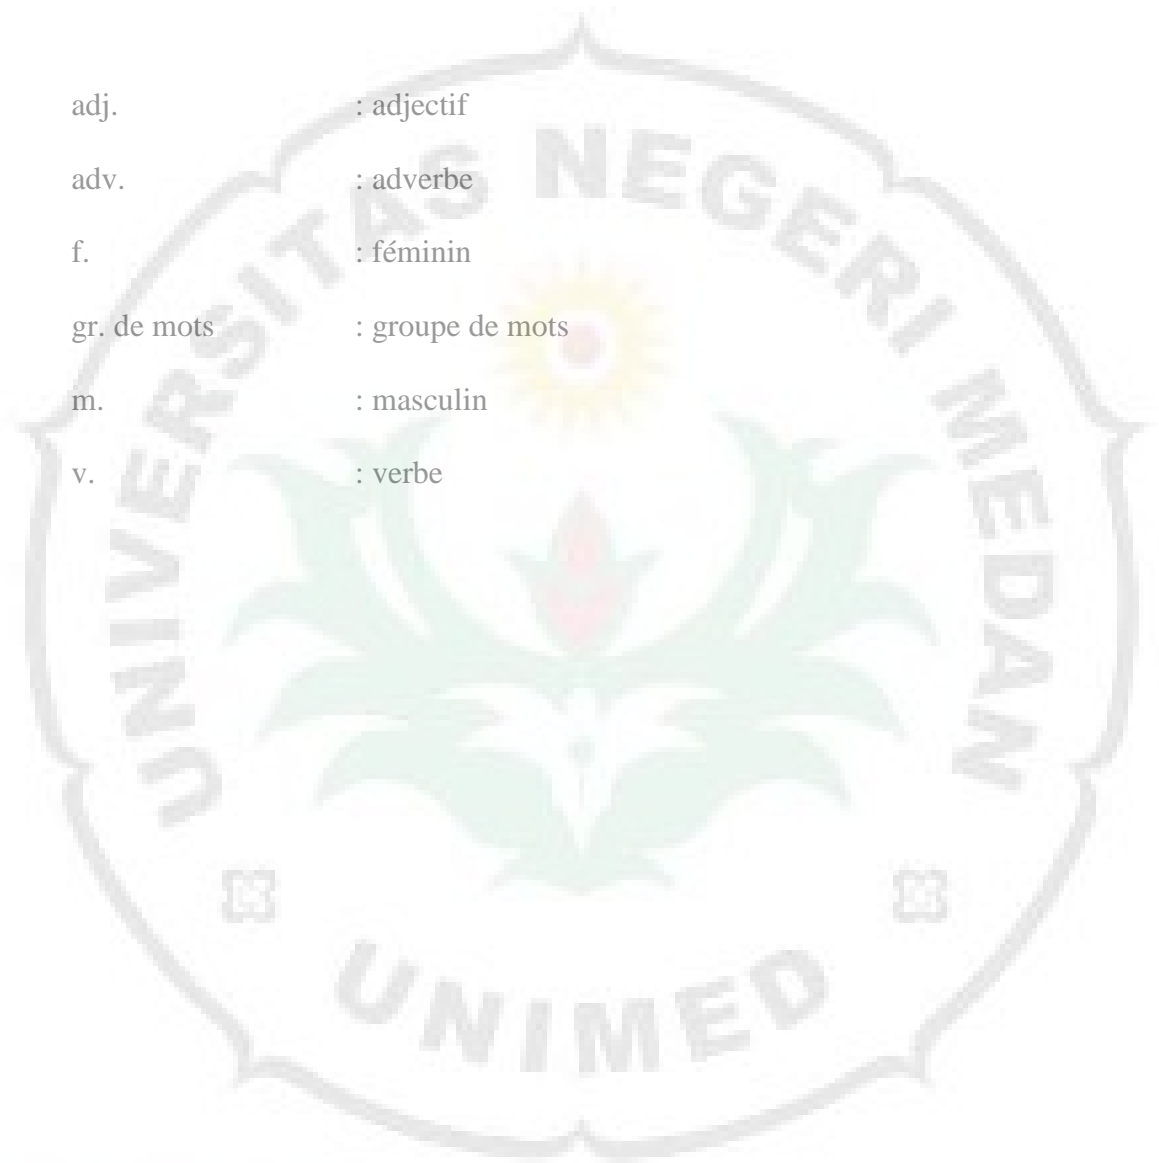 adj. : adjectif
adv. : adverbe
f. : féminin
gr. de mots : groupe de mots
m. : masculin
v. : verbe
UNIVERSITAS NEGERI MEDAN
UNIMED